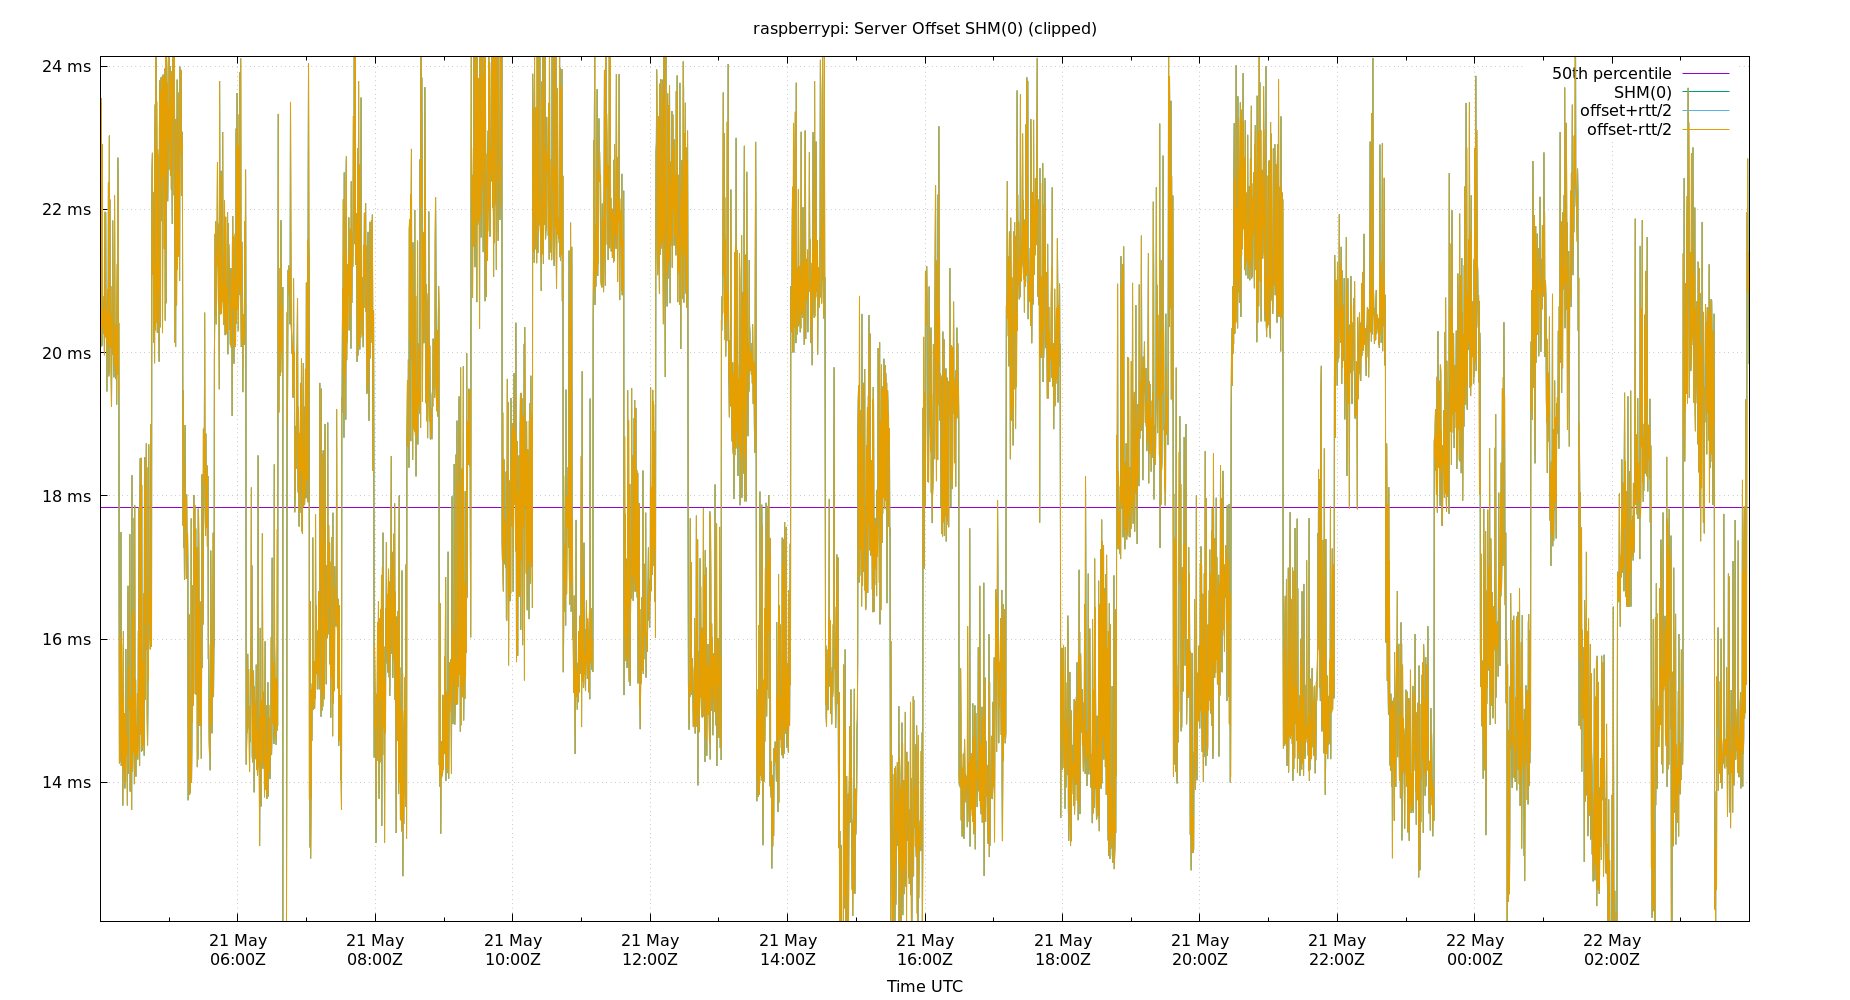 raspberrypi: Server Offset SHM(0) (clipped)
24 ms
22 ms
20 ms
18 ms
16 ms
14 ms
50th percentile
SHM(0)
offset+rtt/2
offset-rtt/2
21 May 21 May 21 May 21 May 21 May 21 May 21 May 21 May 21 May 22 May 22 May
06:00Z 08:00Z 10:00Z 12:00Z 14:00Z 16:00Z 18:00Z 20:00Z 22:00Z 00:00Z 02:00Z
Time UTC